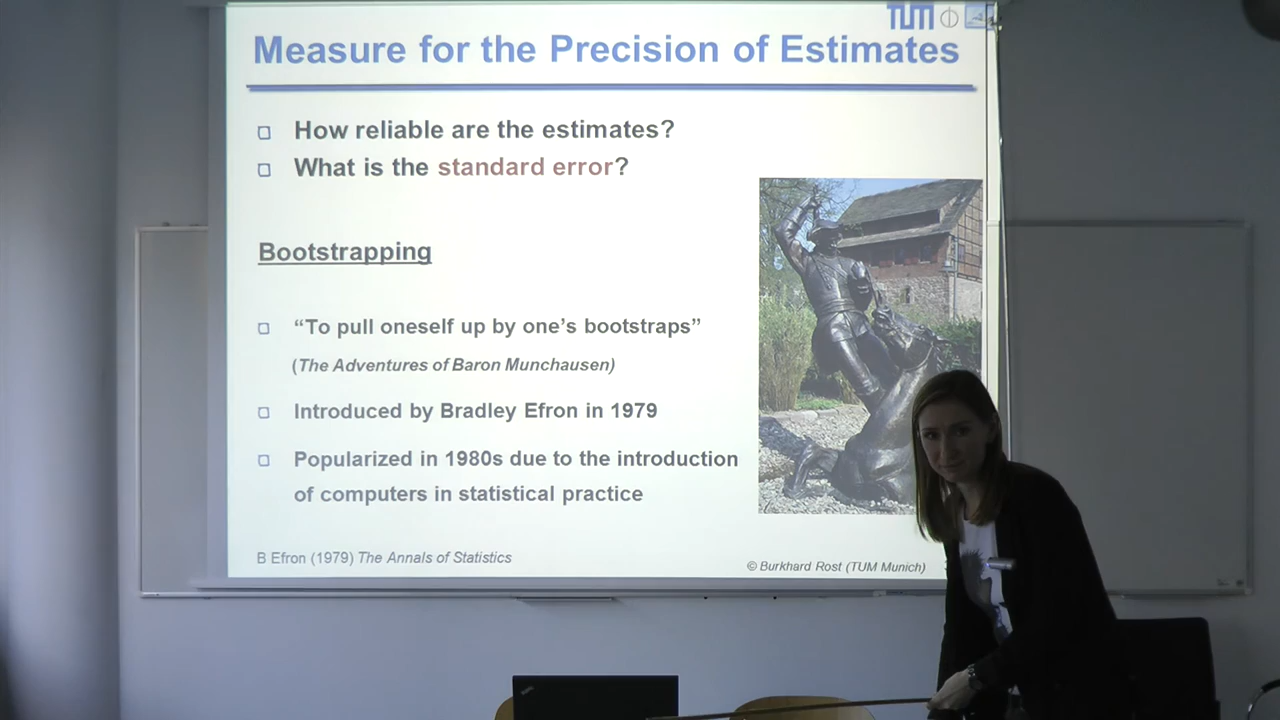 TUM
Measure for the Precision of Estimates
How reliable are the estimates?
What is the standard error?
Bootstrapping
“To pull oneself up by one’s bootstraps”
(The Adventures of Baron Munchausen)
Introduced by Bradley Efron in 1979
Popularized in 1980s due to the introduction
of computers in statistical practice
B Efron (1979) The Annals of Statistics
© Burkhard Rost (TUM Munich)